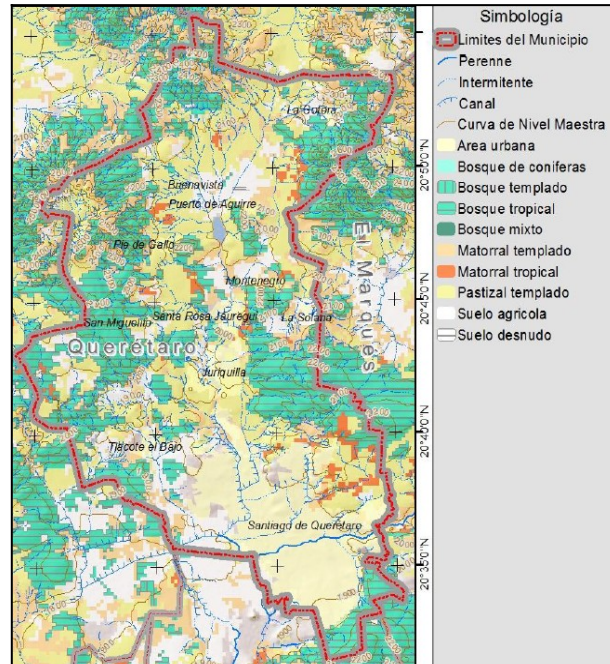 Simbología
Limites del Municipio
Perenne
Intermitente
Canal
Curva de Nivel Maestra
Area urbana
Bosque de coniferas
Bosque templado
Bosque tropical
Bosque mixto
Matorral templado
Matorral tropical
Pastizal templado
Suelo agrícola
Suelo desnudo
La Gotera
Buenavista
Puerto de Aguirre
Pie de Gallo
Montenegro
San Miguelito
Santa Rosa Jauregui
La Solana
Querétaro
El Marqués
Juriquilla
Tlacote el Bajo
Santiago de Querétaro
20°50'0"N
20°45'0"N
20°40'0"N
20°35'0"N